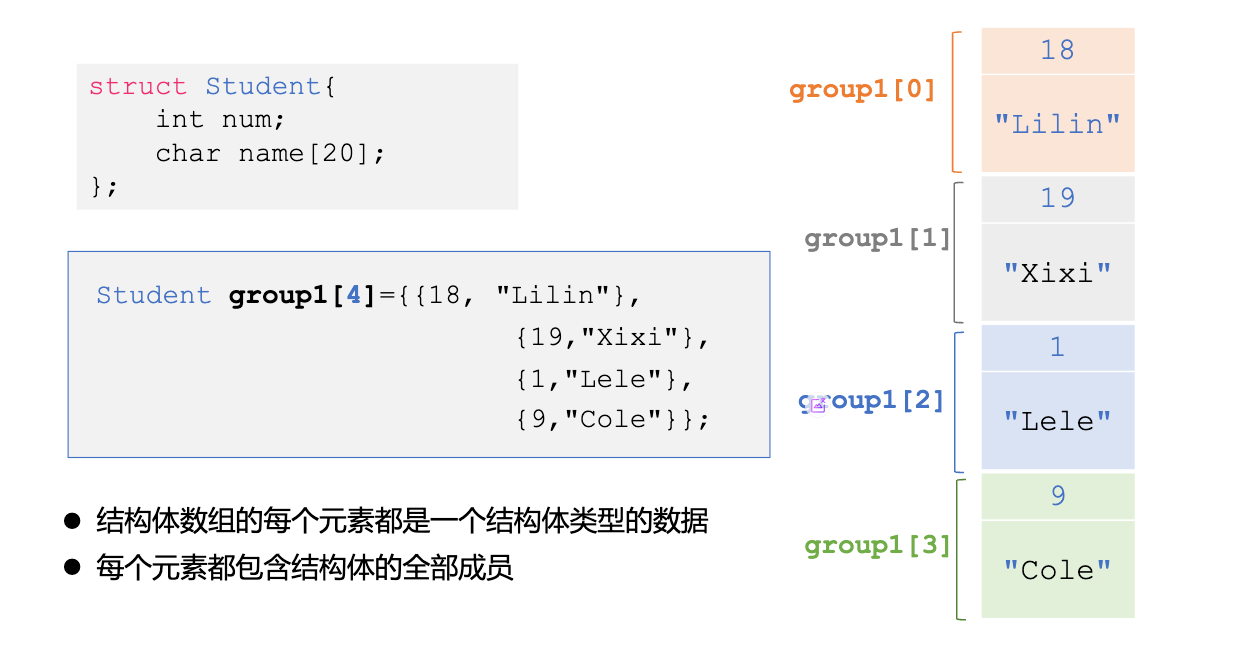 struct Student{
int num;
char name[20];
};
Student group1[4]={{18, "Lilin"},
{19,"Xixi"},
{1,"Lele"},
{9,"Cole"}};
● 结构体数组的每个元素都是一个结构体类型的数据
● 每个元素都包含结构体的全部成员
group1[0]
18
"Lilin"
group1[1]
19
"Xixi"
group1[2]
1
"Lele"
group1[3]
9
"Cole"